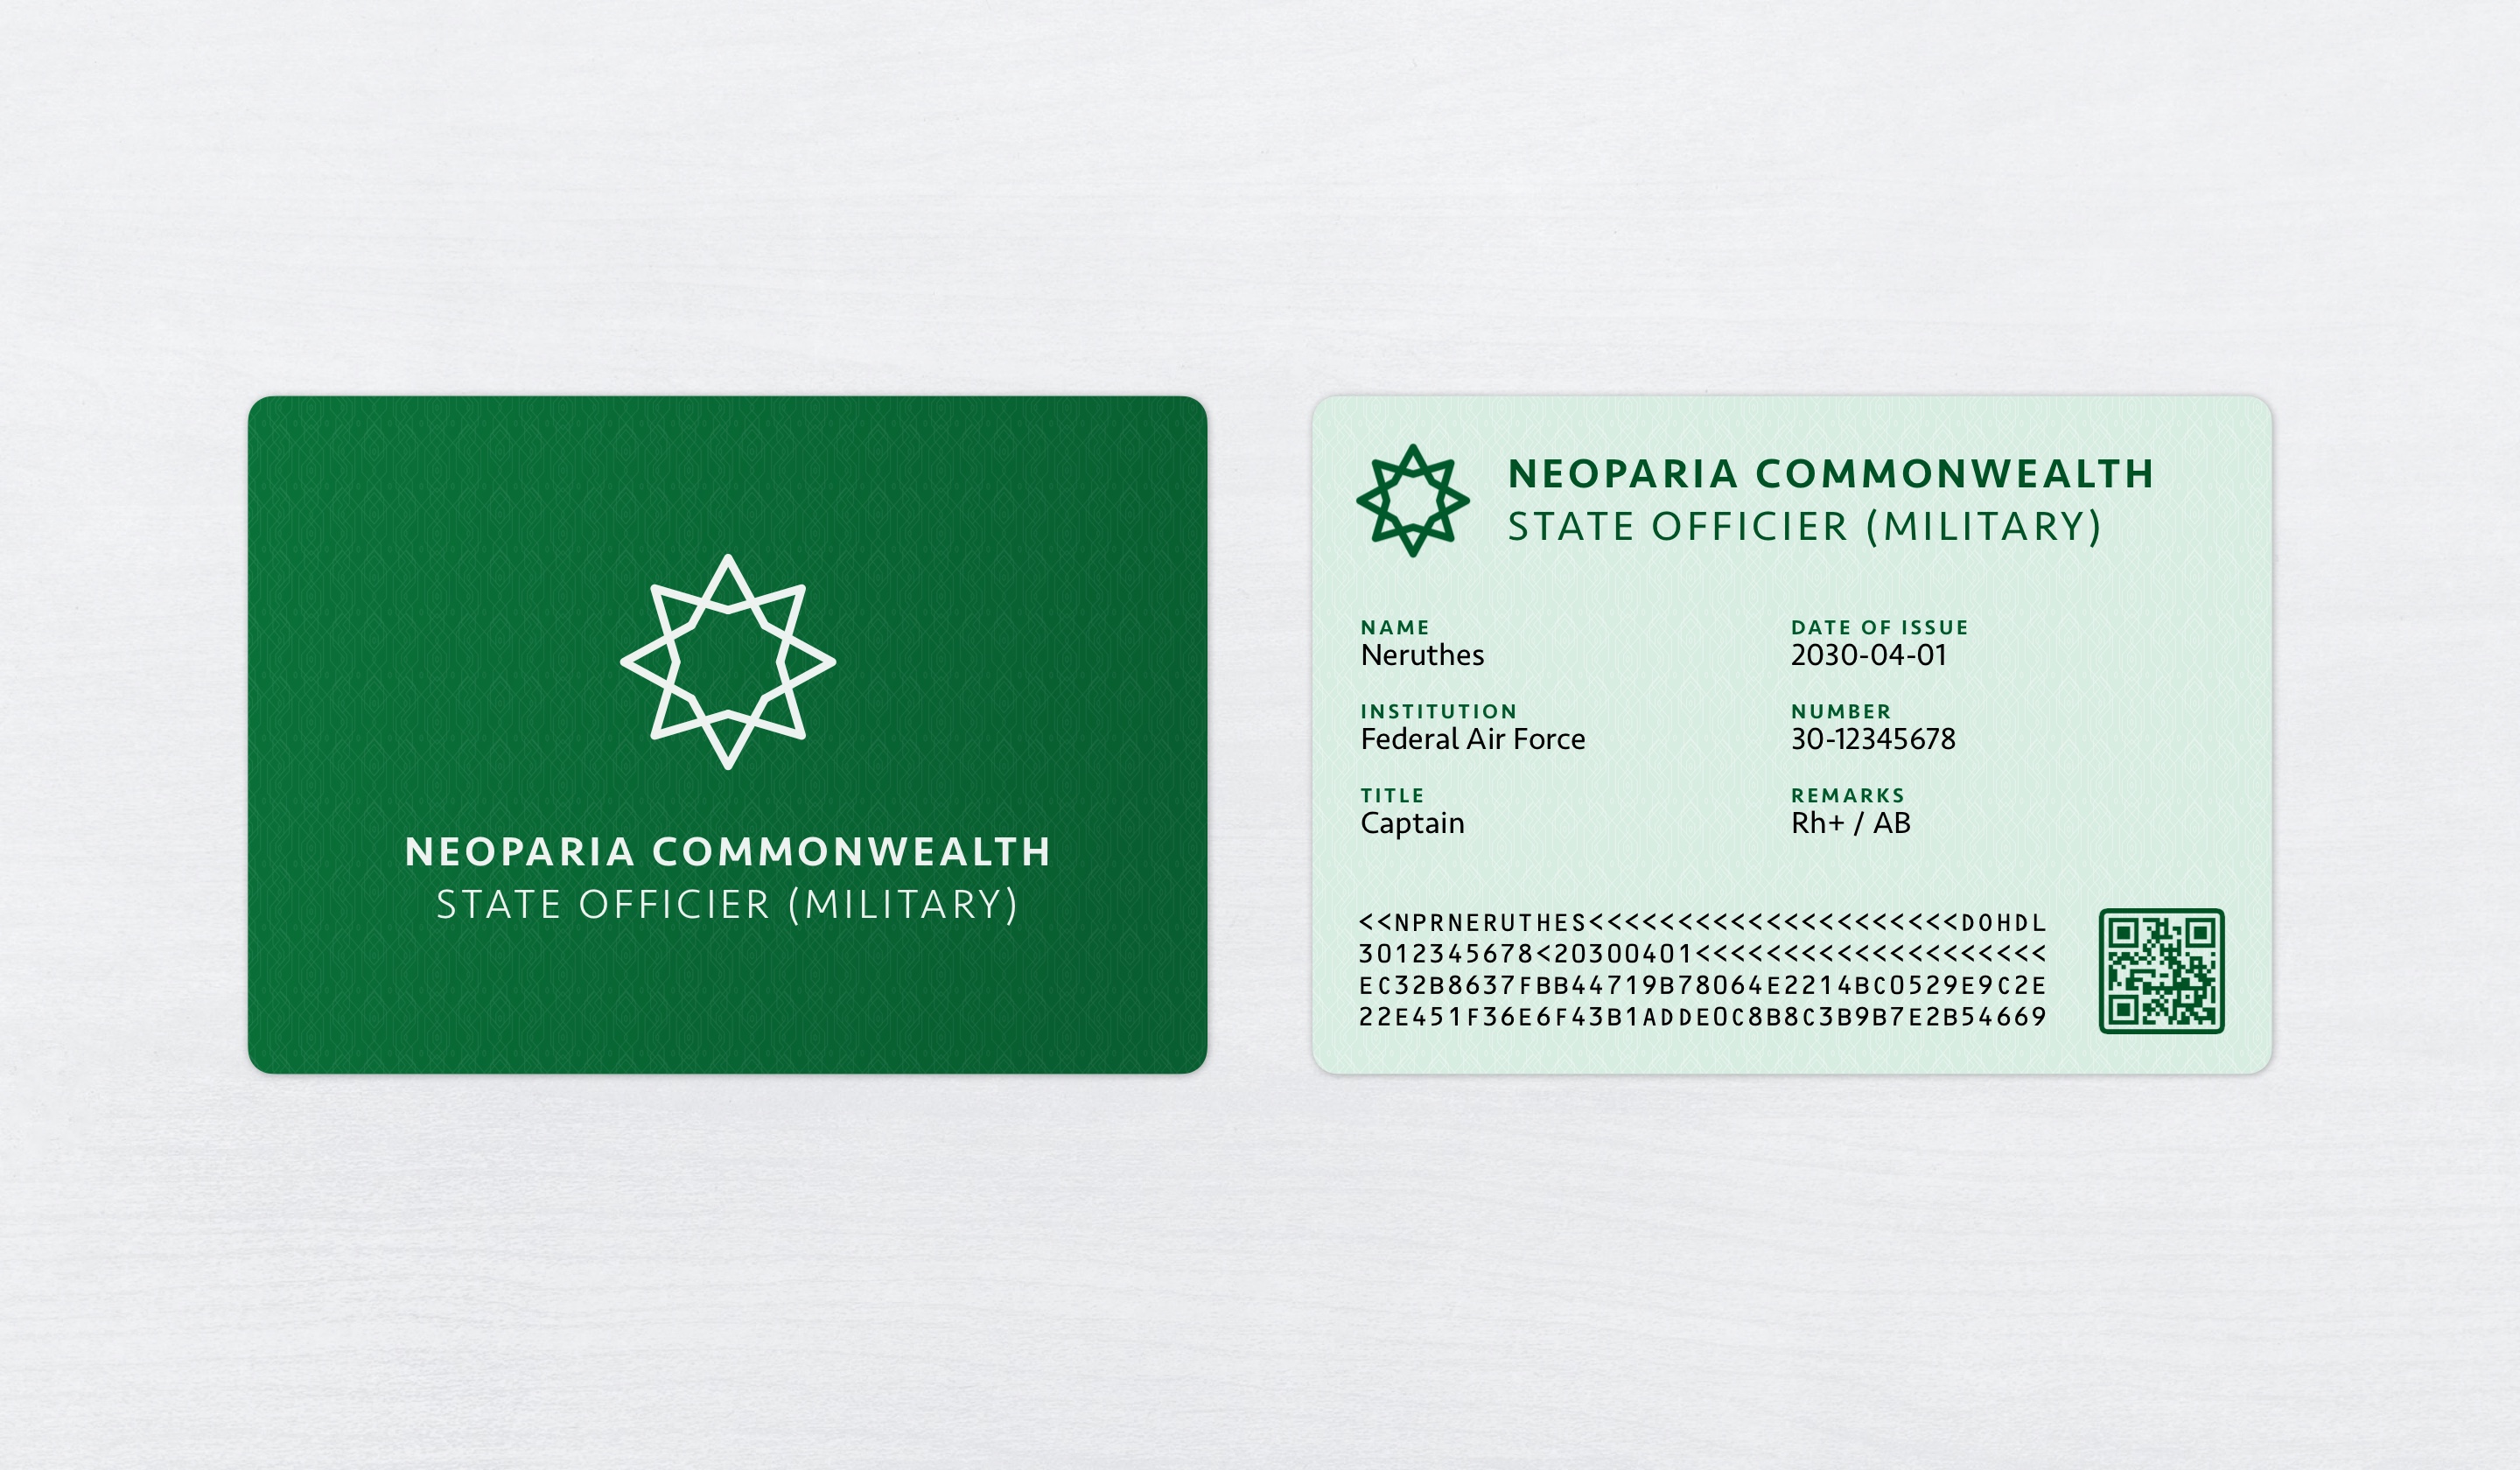 NEOPARIA COMMONWEALTH
STATE OFFICIER (MILITARY)
NEOPARIA COMMONWEALTH
STATE OFFICIER (MILITARY)
NAME
Neruthes
DATE OF ISSUE
2030-04-01
INSTITUTION
Federal Air Force
NUMBER
30-12345678
TITLE
Captain
REMARKS
Rh+ / AB
<<NPRNERUTHES<<<<<<<<<<<<<<<<<<<<<DOHDL
3012345678<20300401<<<<<<<<<<<<<<<<<<<<
EC32B8637FBB44719B78064E2214BC0529E9C2E
22E451F36E6F43B1ADDE0C8B8C3B9B7E2B54669